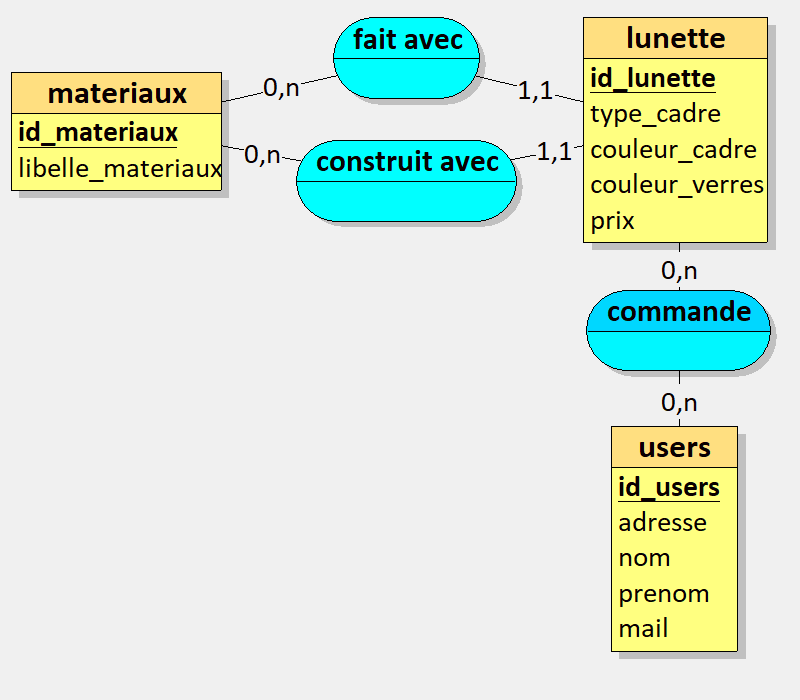 fait avec
lunette
materiaux
id_materiaux
libelle_materiaux
0,n
1,1
0,n
construit avec
1,1
id_lunette
type_cadre
couleur_cadre
couleur_verres
prix
0,n
commande
0,n
users
id_users
adresse
nom
prenom
mail